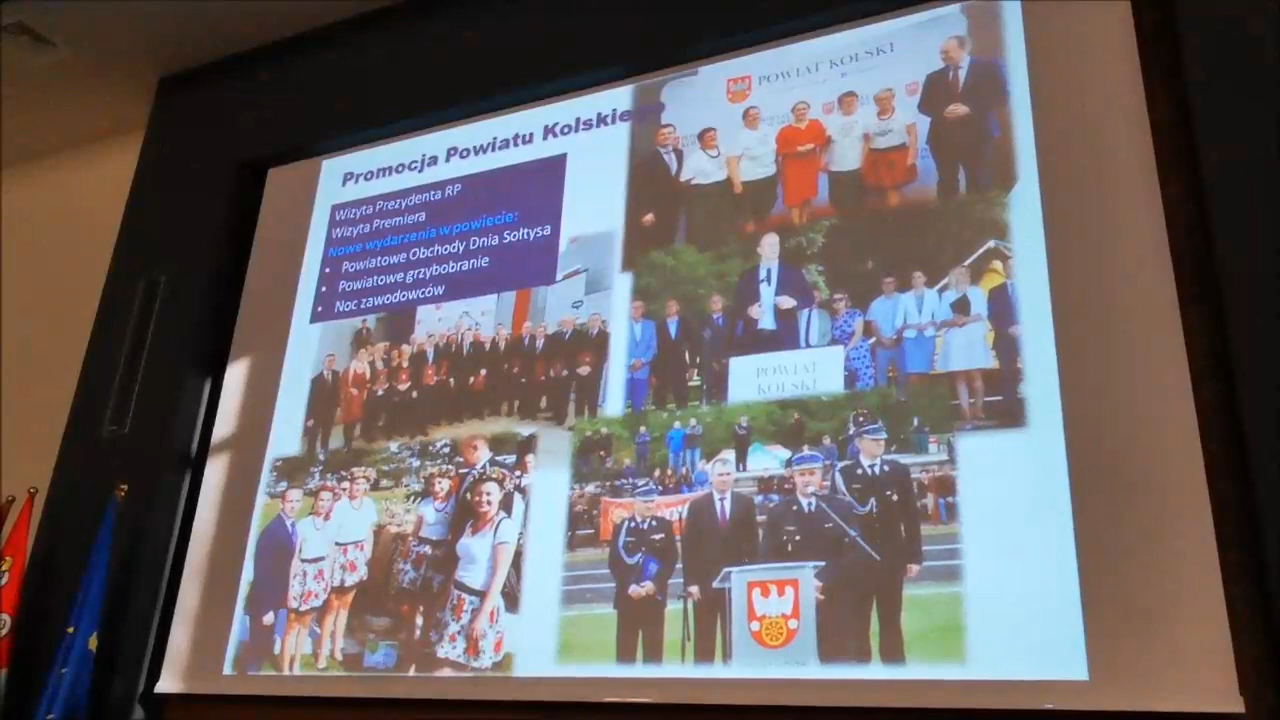 Promocja Powiatu Kolskie
Wizyta Prezydenta RP
Wizyta Premiera
Nowe wydarzenia w powiecie:
• Powiatowe Obchody Dnia Sołtysa
• Powiatowe grzybobranie
• Noc zawodowców
POWIAT KOLSKI
POWIAT
KOLSKI